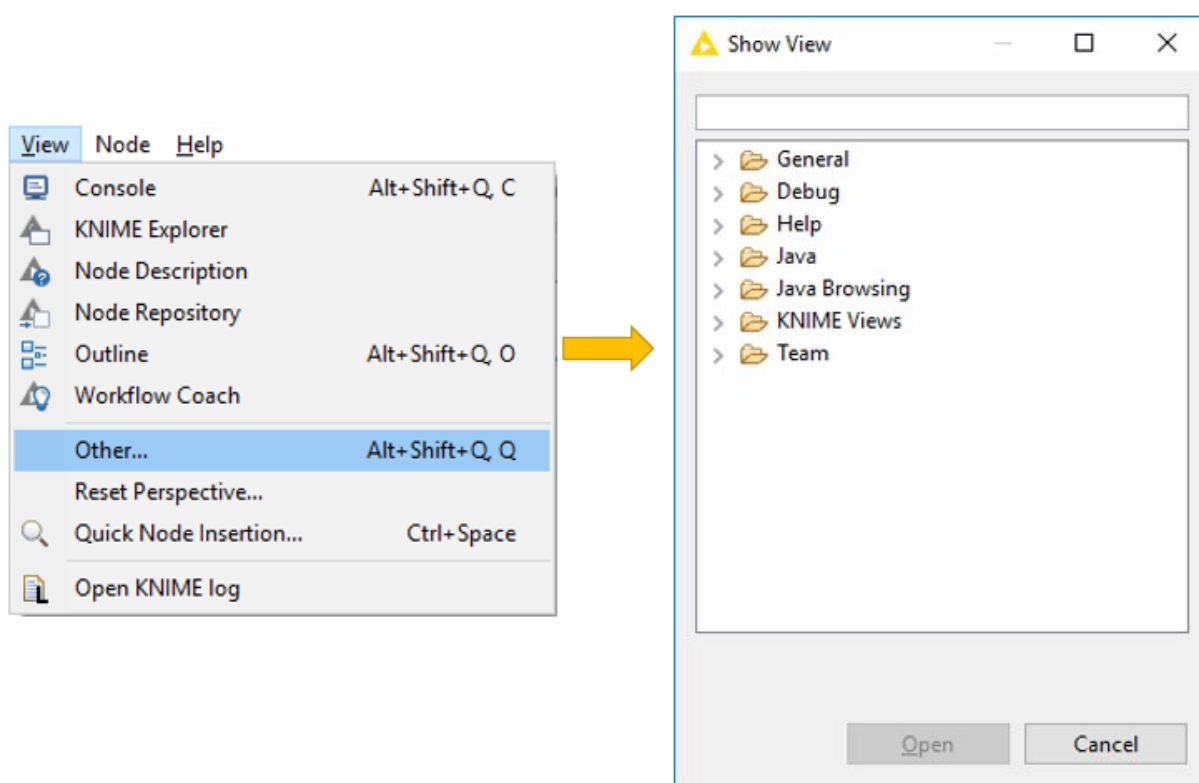 View Node Help
Console Alt+Shift+Q, C
KNIME Explorer
Node Description
Node Repository
Outline Alt+Shift+Q, O
Workflow Coach
Other... Alt+Shift+Q, Q
Reset Perspective...
Quick Node Insertion... Ctrl+Space
Open KNIME log
Show View
General
Debug
Help
Java
Java Browsing
KNIME Views
Team
Open Cancel